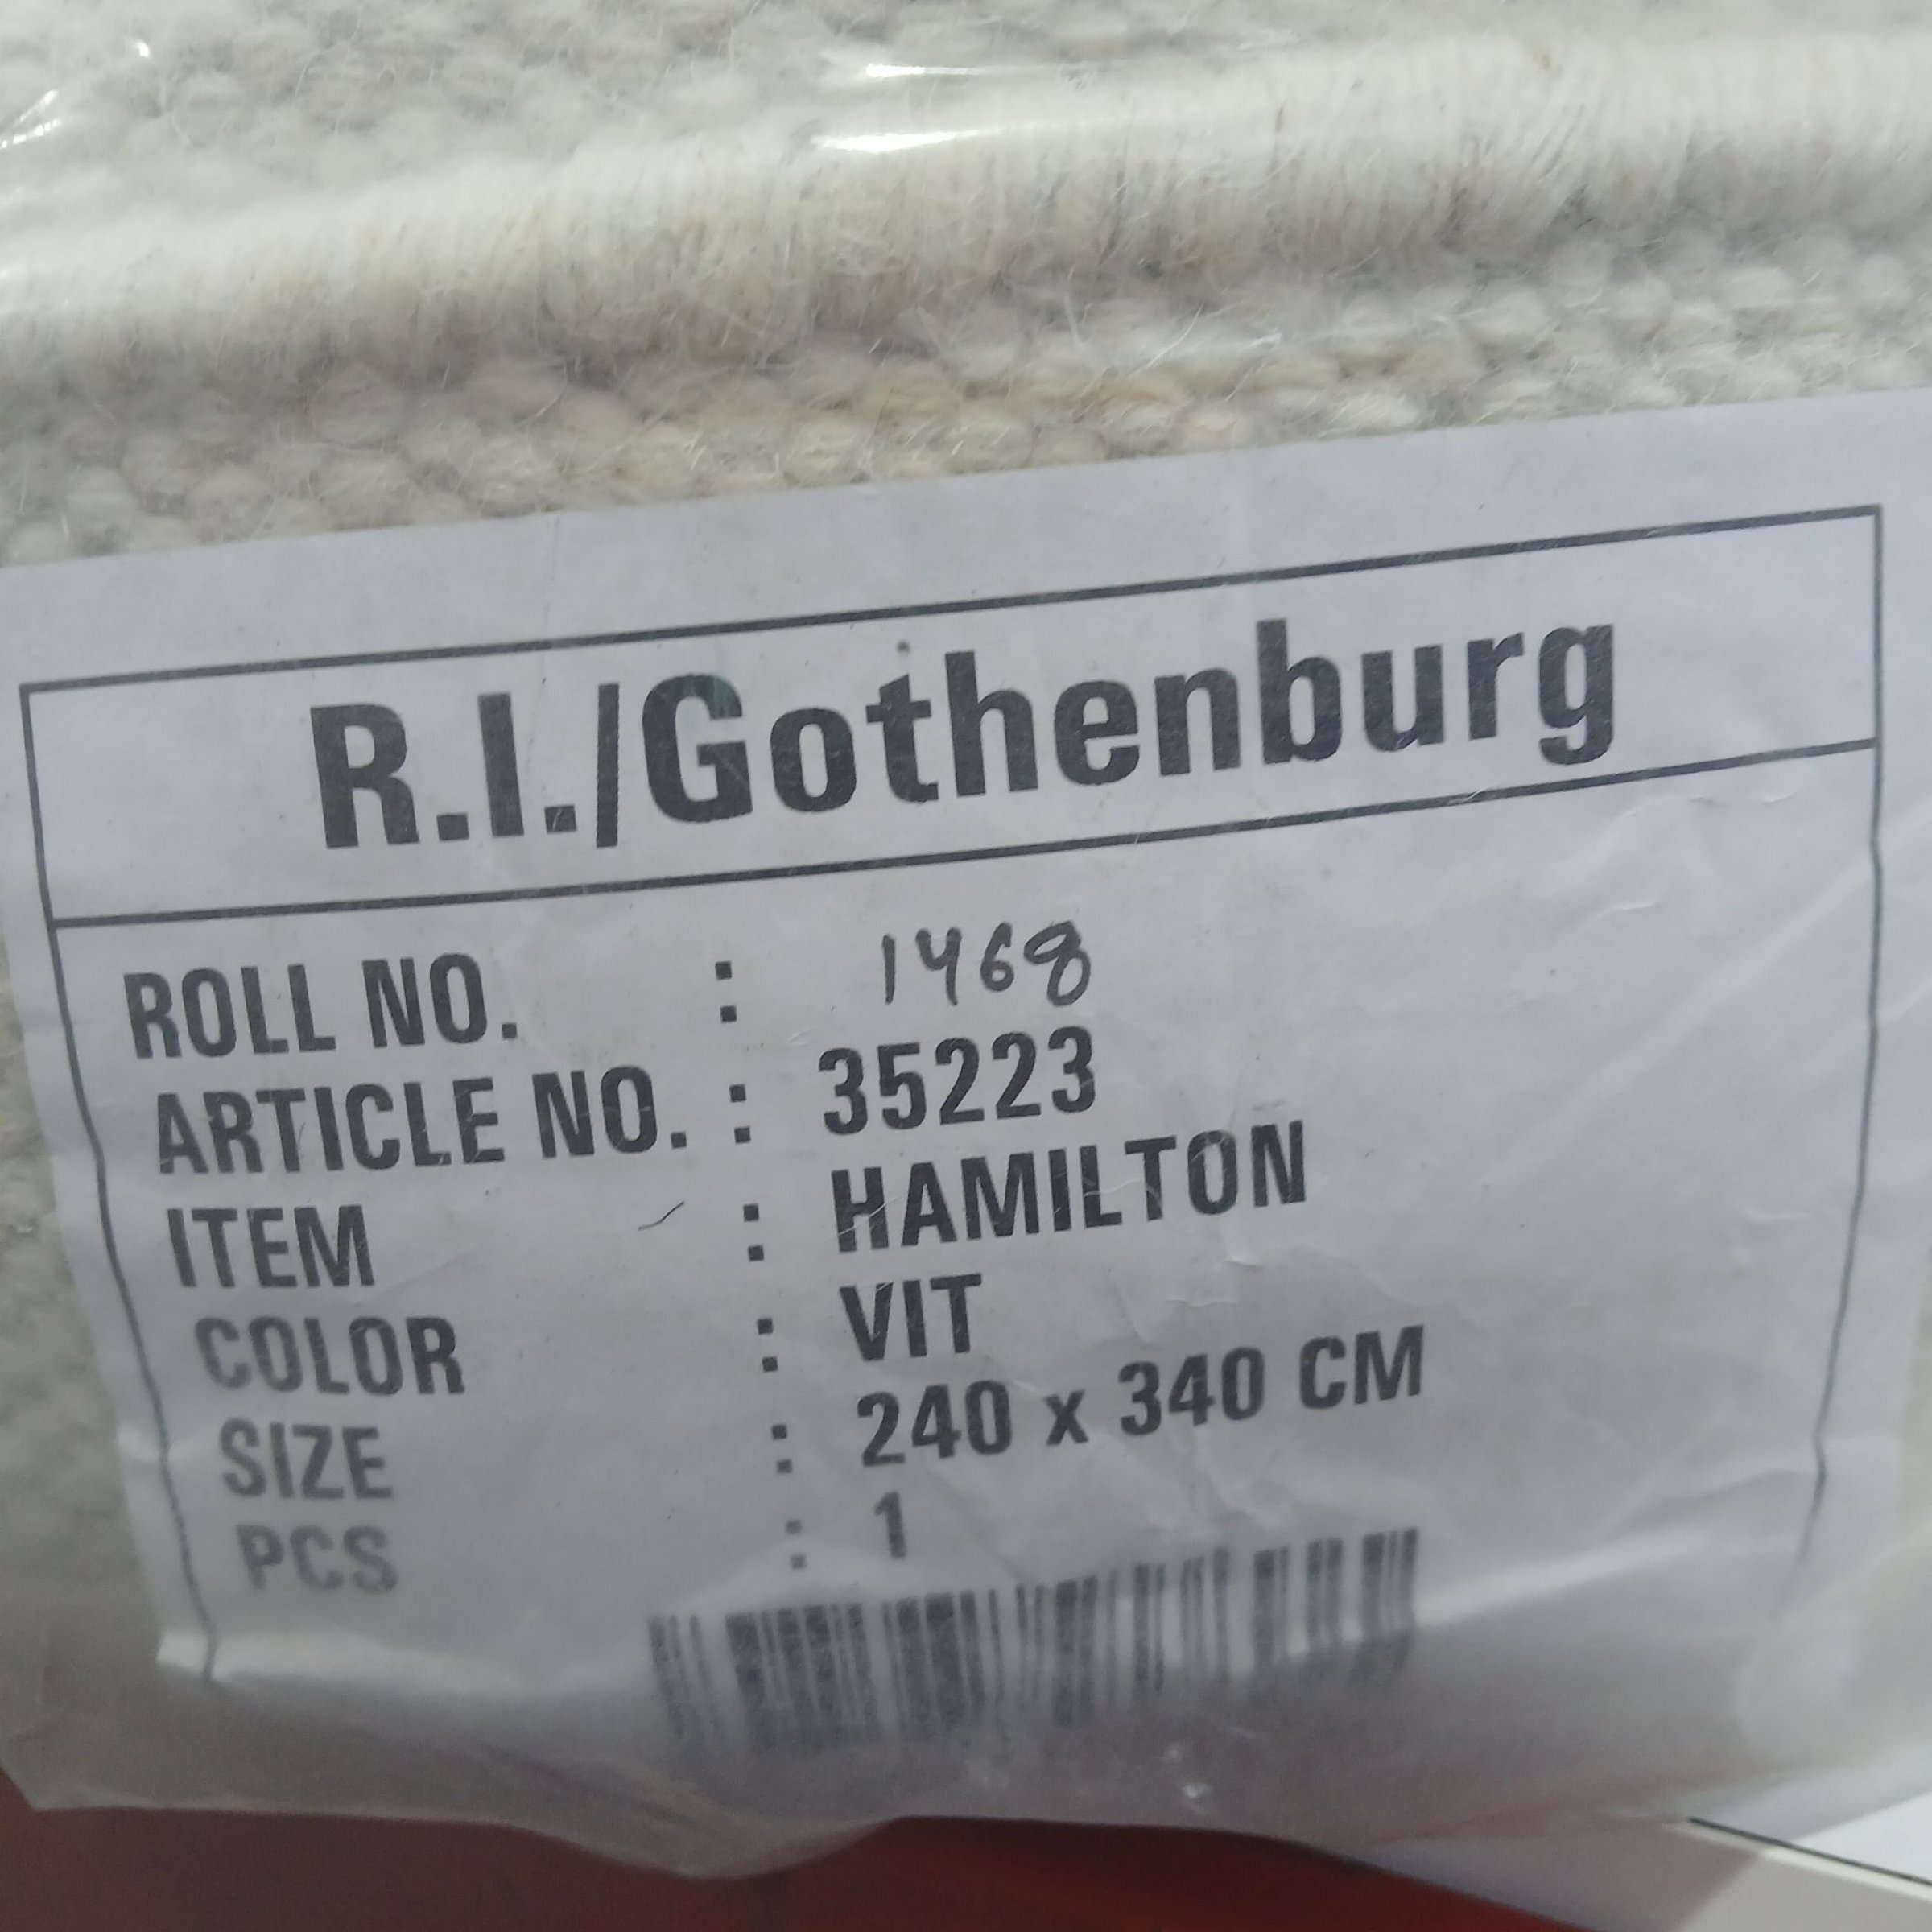 R.I./Gothenburg
ROLL NO. : 1468
ARTICLE NO. : 35223
ITEM : HAMILTON
COLOR : VIT
SIZE : 240 x 340 CM
PCS : 1